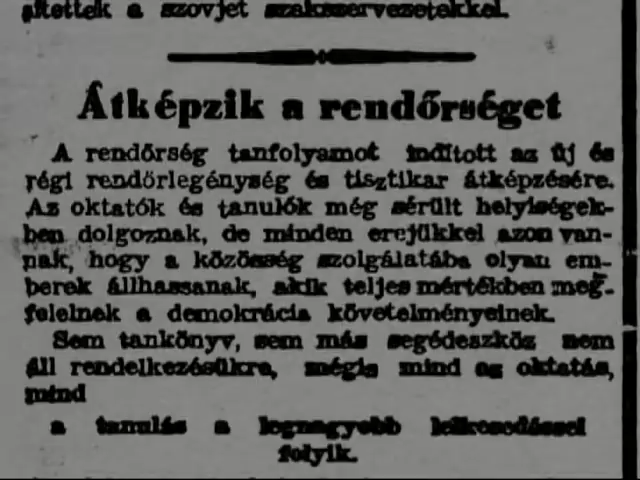 sítettek a szovjet szakszervezetekkel.
Átképzik a rendőrséget
A rendőrség tanfolyamot indított az új és
régi rendőrlegénység és tisztikar átképzésére.
Az oktatók és tanulók még sérült helyiségek-
ben dolgoznak, de minden erejükkel azon van-
nak, hogy a közösség szolgálatába olyan em-
berek állhassanak, akik teljes mértékben meg-
felelnek a demokrácia követelményeinek.
Sem tankönyv, sem más segédeszköz nem
áll rendelkezésükre, mégis mind az oktatás,
mind
a tanulás a legnagyobb lelkesedéssel
folyik.